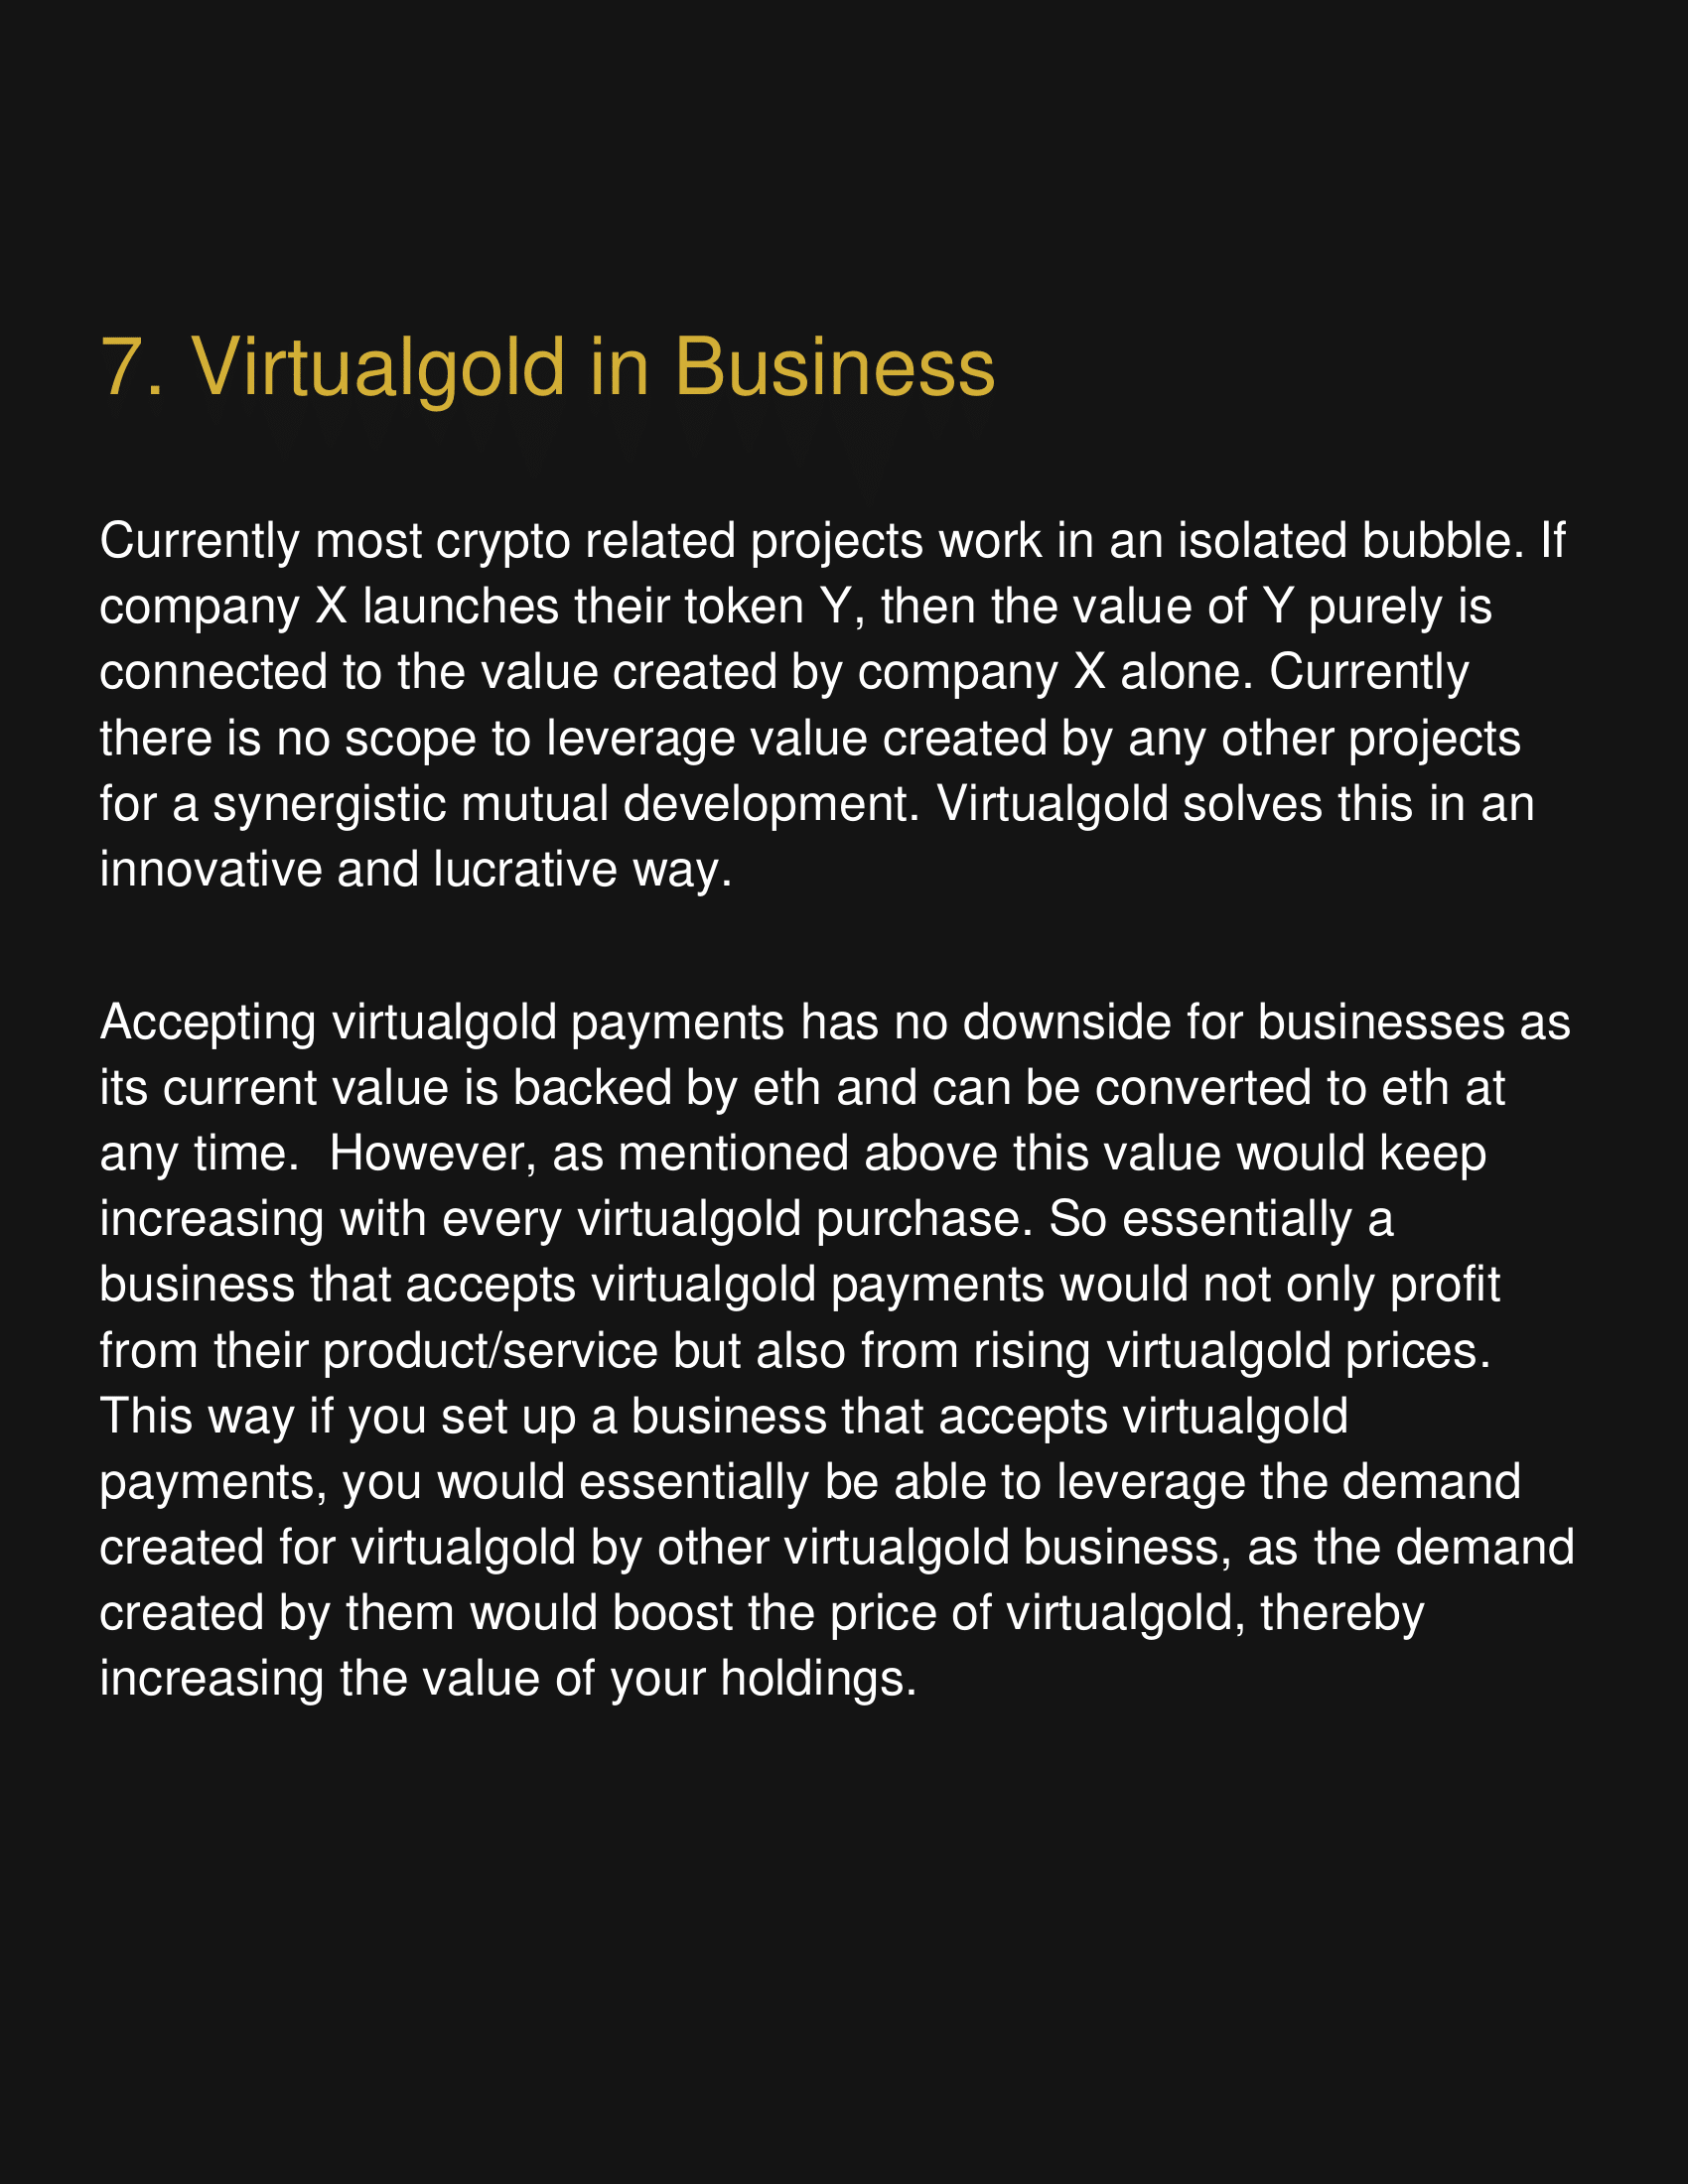 7. Virtualgold in Business
Currently most crypto related projects work in an isolated bubble. If
company X launches their token Y, then the value of Y purely is
connected to the value created by company X alone. Currently
there is no scope to leverage value created by any other projects
for a synergistic mutual development. Virtualgold solves this in an
innovative and lucrative way.
Accepting virtualgold payments has no downside for businesses as
its current value is backed by eth and can be converted to eth at
any time.  However, as mentioned above this value would keep
increasing with every virtualgold purchase. So essentially a
business that accepts virtualgold payments would not only profit
from their product/service but also from rising virtualgold prices.
This way if you set up a business that accepts virtualgold
payments, you would essentially be able to leverage the demand
created for virtualgold by other virtualgold business, as the demand
created by them would boost the price of virtualgold, thereby
increasing the value of your holdings.